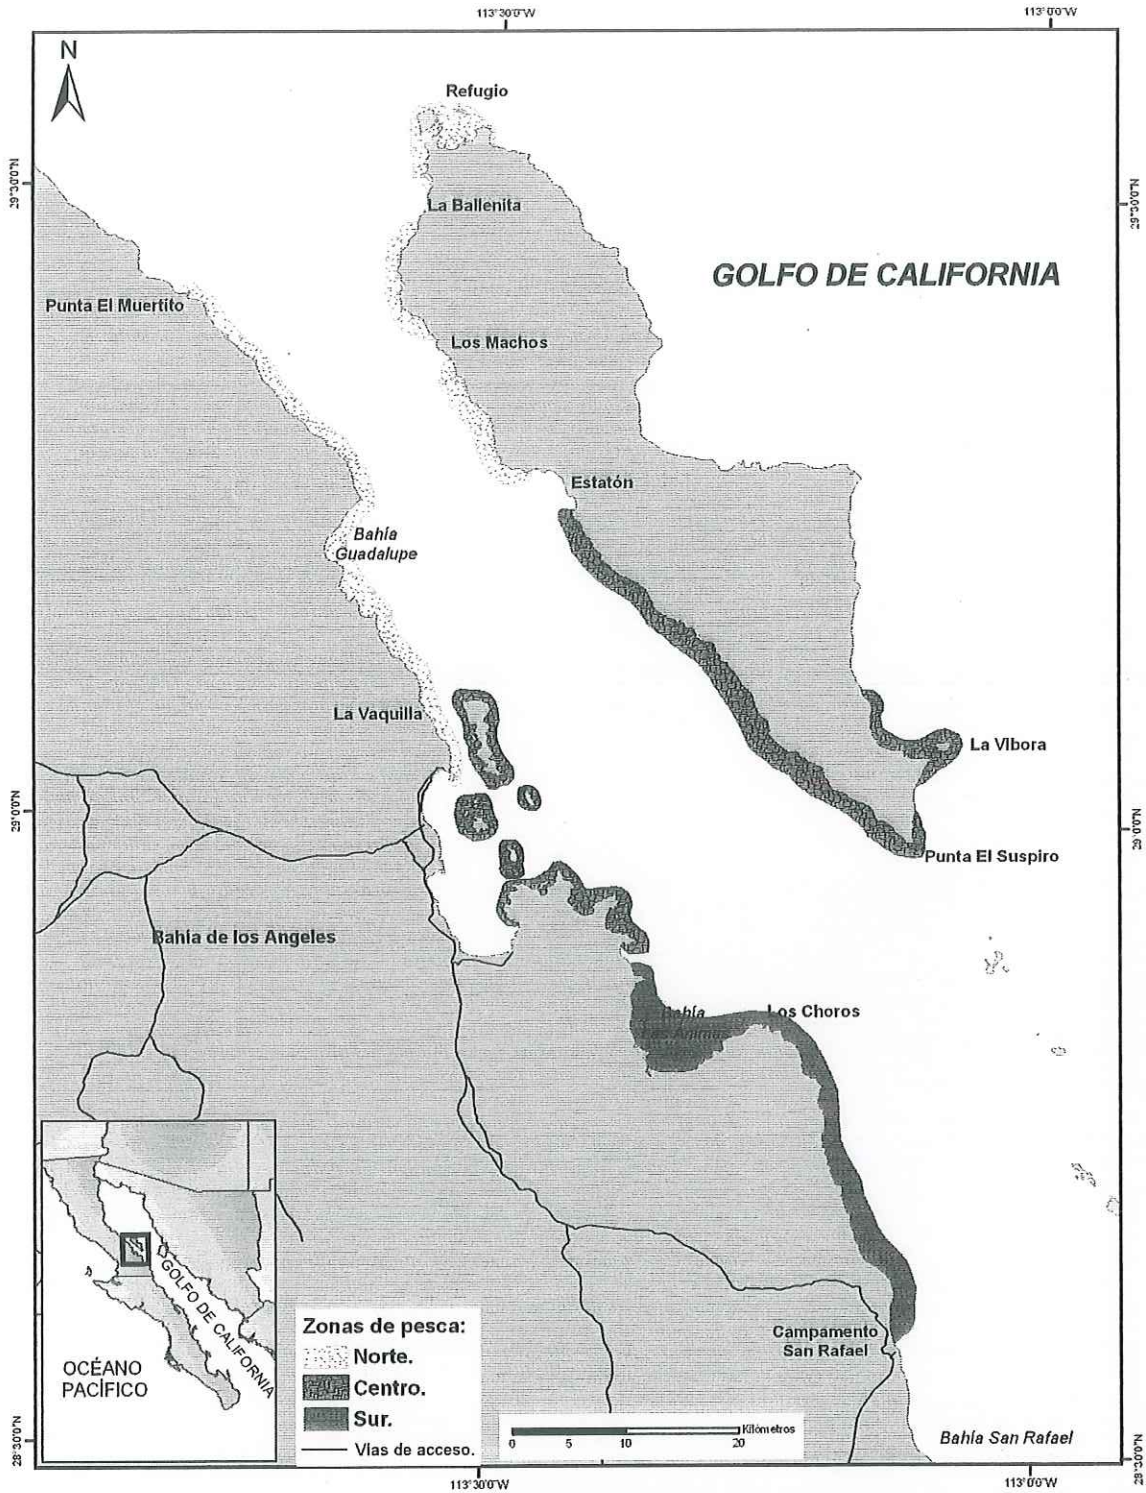 113°30'0"W
113°0'0"W
N
Refugio
29°30'0"N
29°30'0"N
La Ballenita
GOLFO DE CALIFORNIA
Punta El Muertito
Los Machos
Estatón
Bahía
Guadalupe
La Vaquilla
La Vibora
29°0'0"N
29°0'0"N
Punta El Suspiro
Bahía de los Angeles
Bahía
Los Choros
GOLFO DE CALIFORNIA
OCÉANO
PACÍFICO
Zonas de pesca:
Norte.
Centro.
Sur.
Vías de acceso.
Campamento
San Rafael
Kilómetros
0 5 10 20
Bahía San Rafael
28°30'0"N
28°30'0"N
113°30'0"W
113°0'0"W